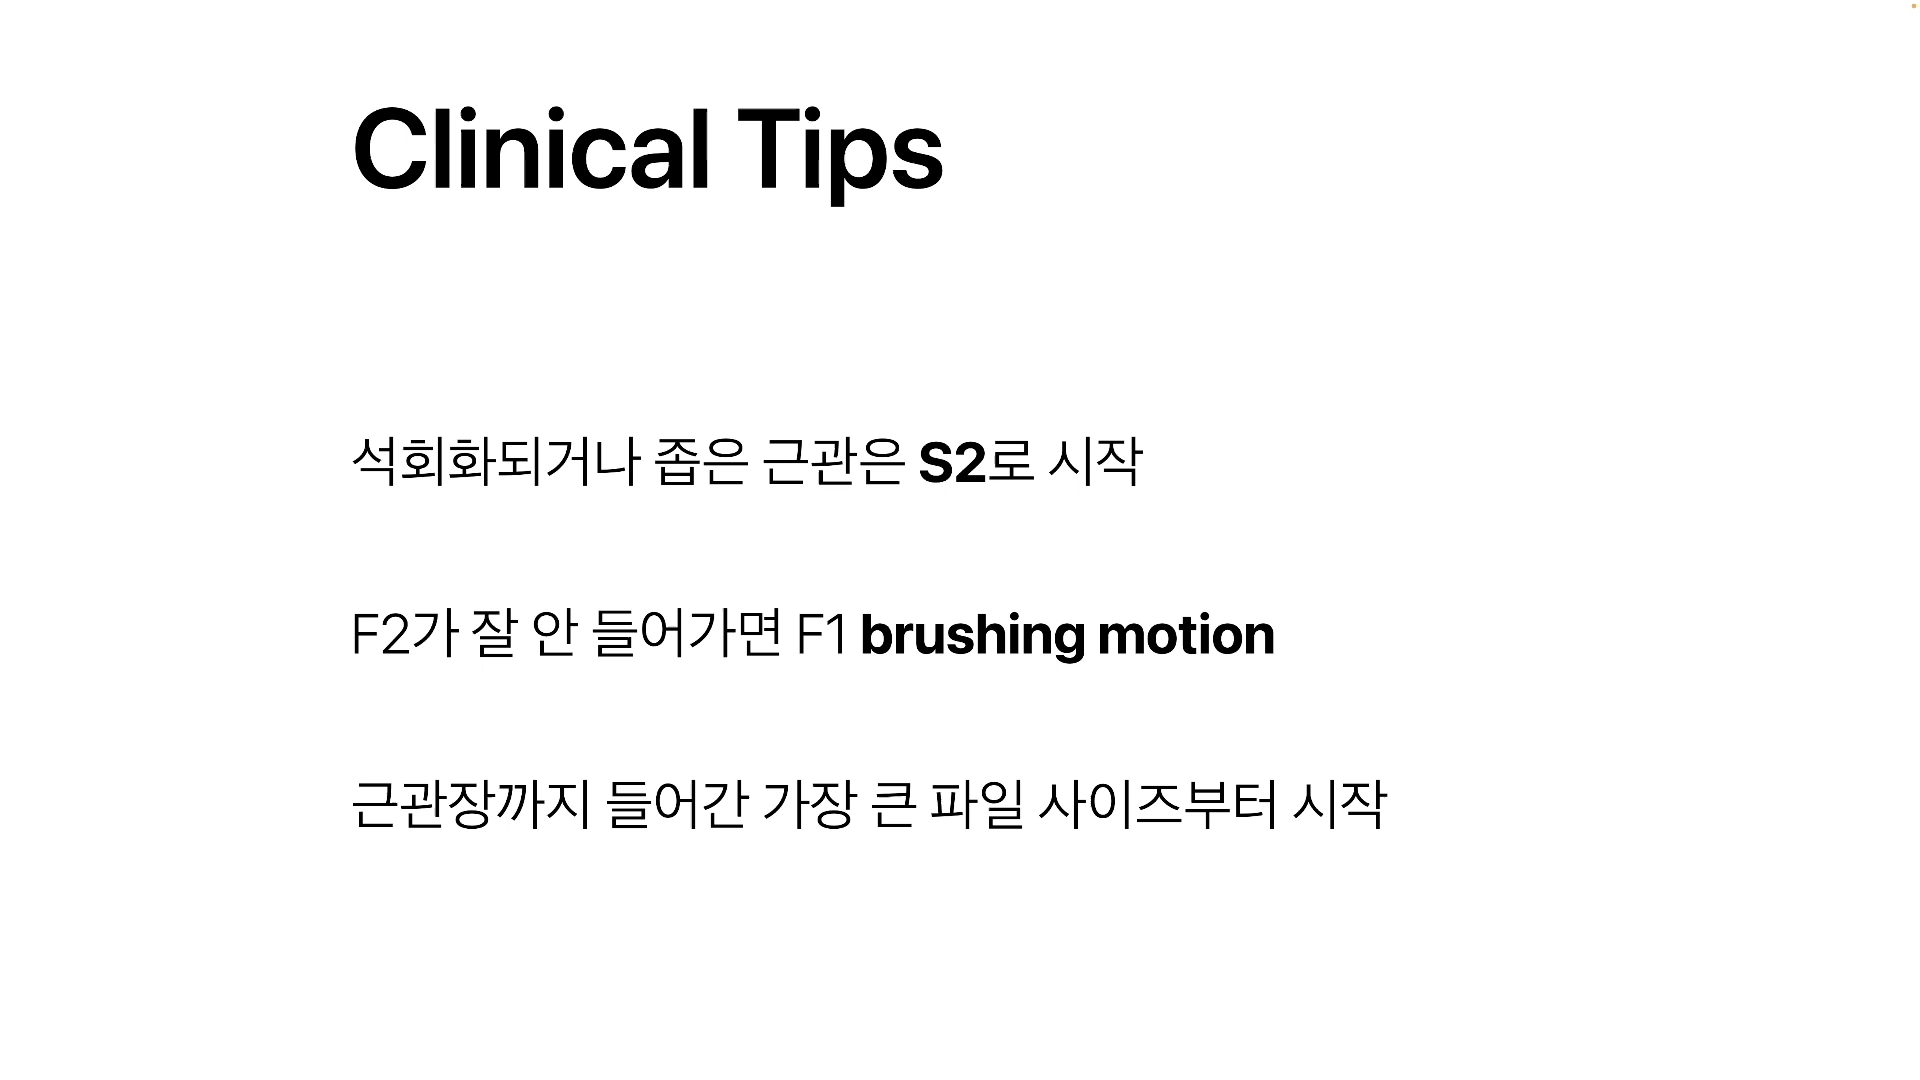 Clinical Tips
석회화되거나 좁은 근관은 S2로 시작
F2가 잘 안 들어가면 F1 brushing motion
근관장까지 들어간 가장 큰 파일 사이즈부터 시작